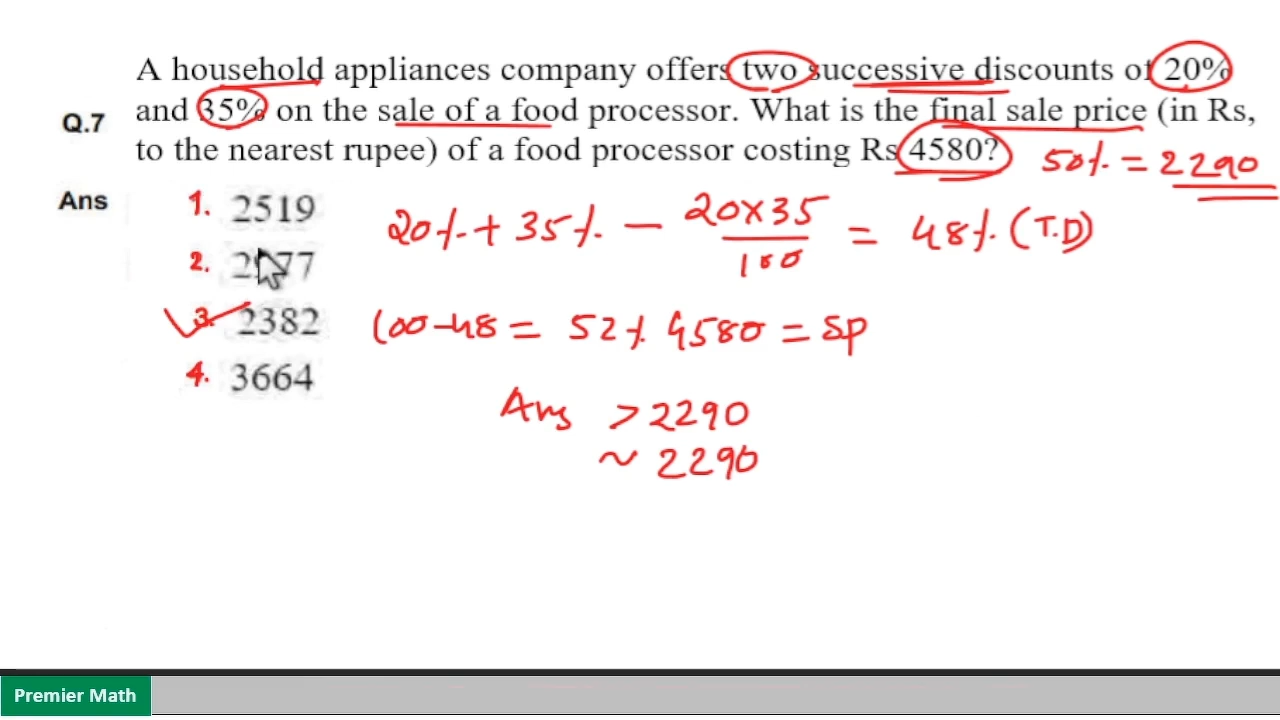 A household appliances company offers two successive discounts of 20%
Q.7 and 35% on the sale of a food processor. What is the final sale price (in Rs,
to the nearest rupee) of a food processor costing Rs 4580? 50% = 2290
Ans 1. 2519 20% + 35% - 20x35/100 = 48% (T.D)
2. 2977
3. 2382 100-48 = 52% 4580 = SP
4. 3664
Ans > 2290
~ 2290
Premier Math